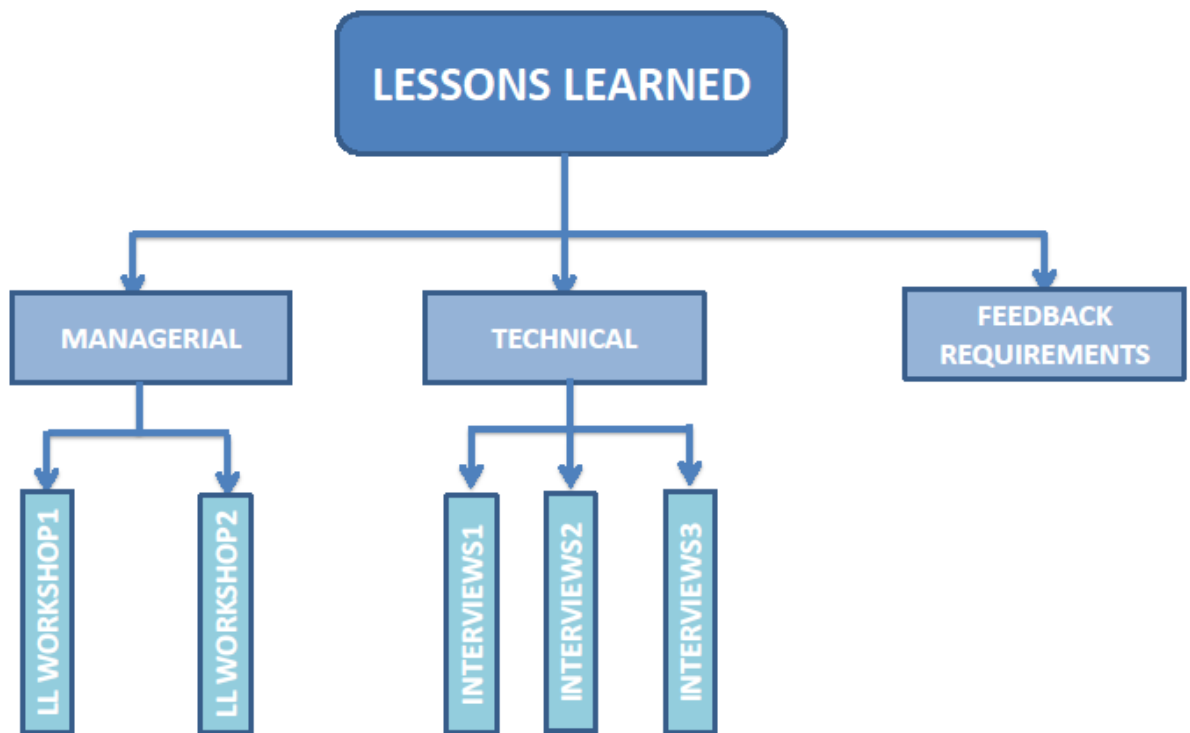 LESSONS LEARNED
MANAGERIAL
TECHNICAL
FEEDBACK
REQUIREMENTS
LL WORKSHOP1
LL WORKSHOP2
INTERVIEWS1
INTERVIEWS2
INTERVIEWS3